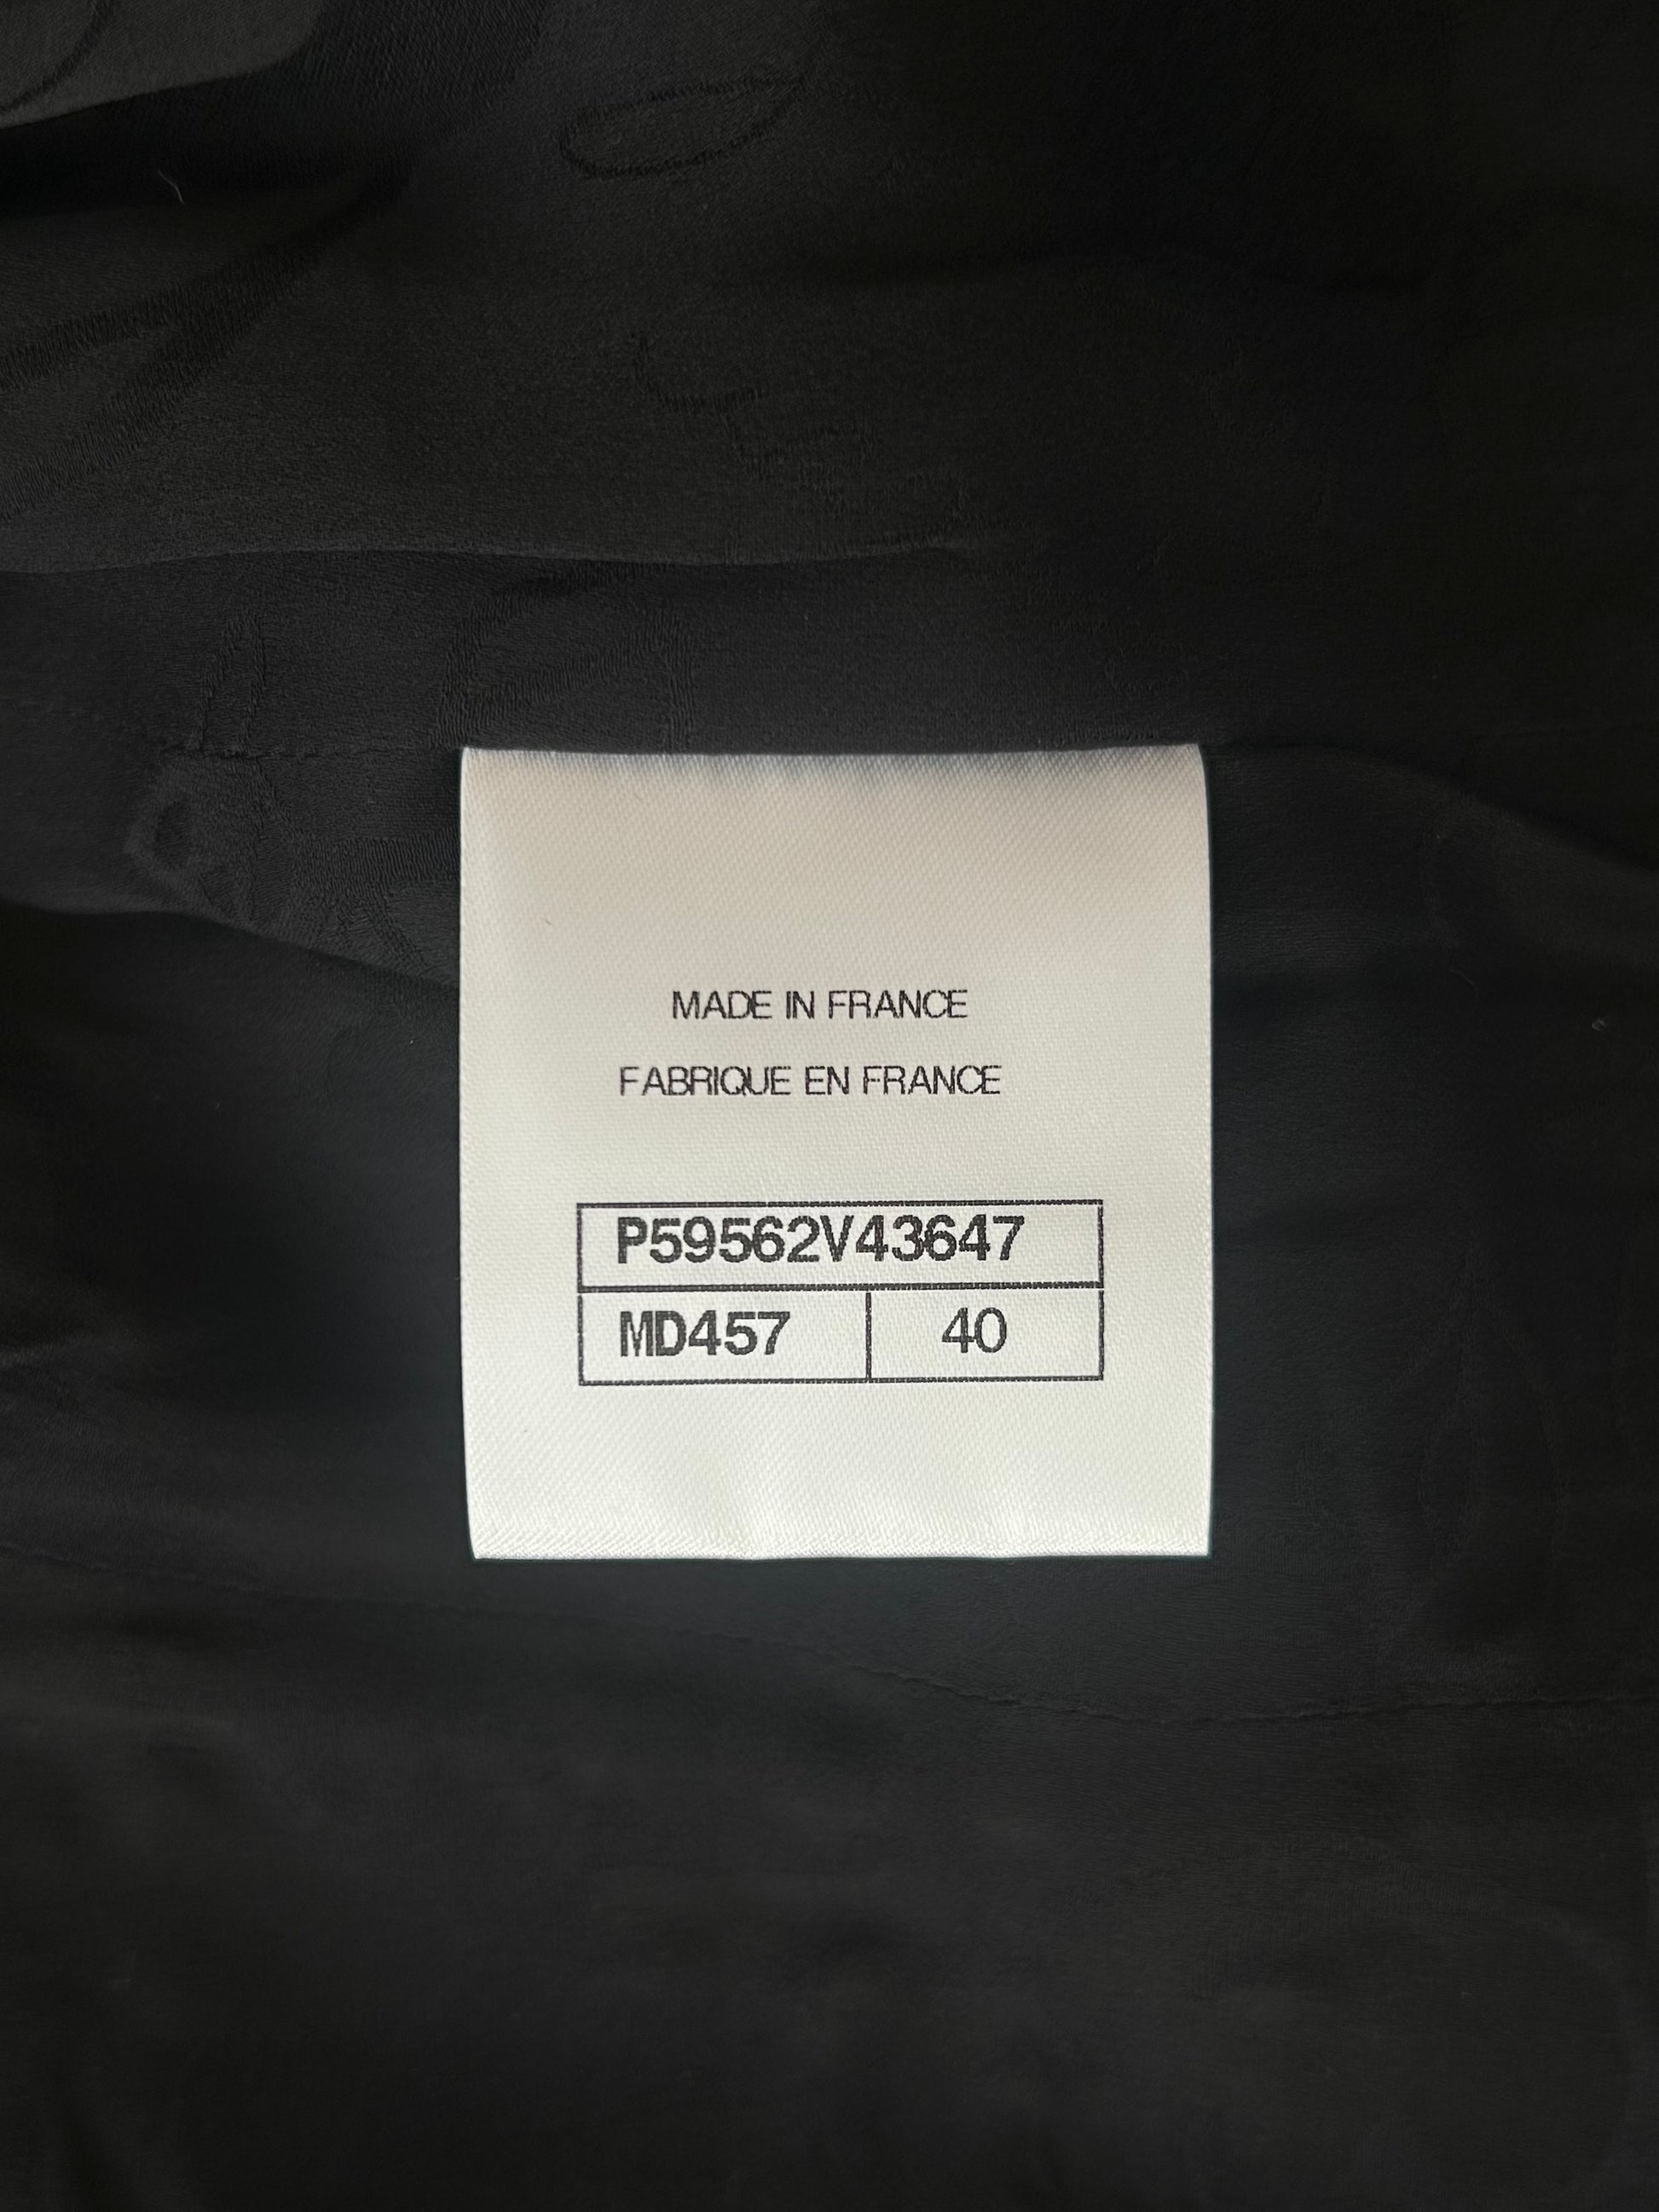 MADE IN FRANCE
FABRIQUE EN FRANCE
P59562V43647
MD457 40